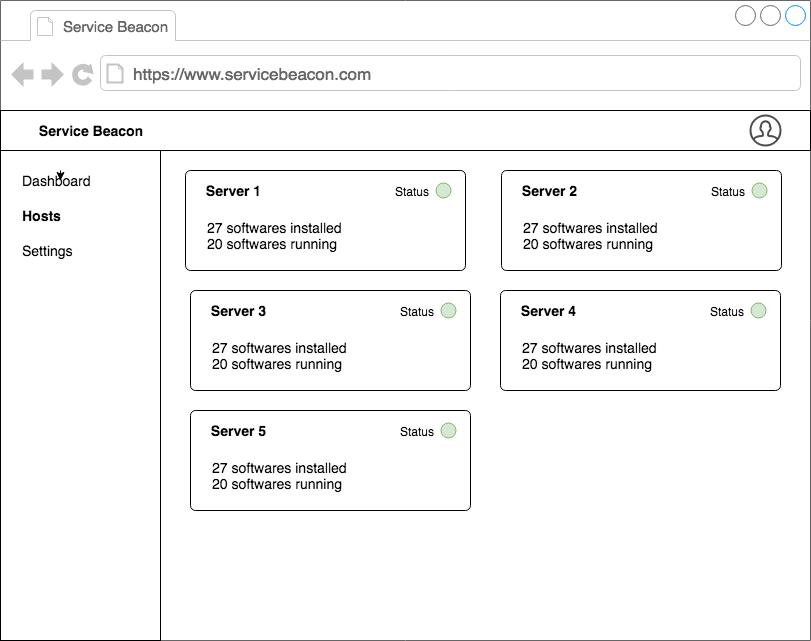 Service Beacon
https://www.servicebeacon.com
Service Beacon
Dashboard
Hosts
Settings
Server 1
Status
27 softwares installed
20 softwares running
Server 2
Status
27 softwares installed
20 softwares running
Server 3
Status
27 softwares installed
20 softwares running
Server 4
Status
27 softwares installed
20 softwares running
Server 5
Status
27 softwares installed
20 softwares running